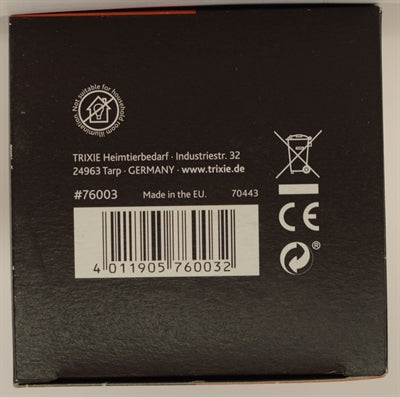 Not suitable for household room illumination
TRIXIE Heimtierbedarf · Industriestr. 32
24963 Tarp · GERMANY · www.trixie.de
#76003 Made in the EU. 70443
4 011905 760032
CE
®